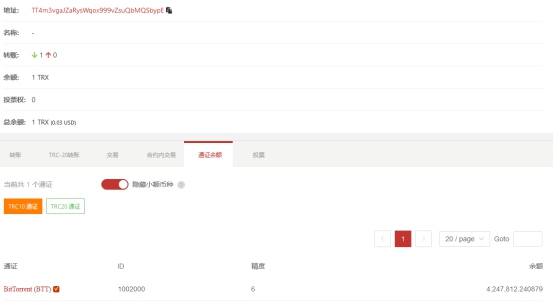 地址: TT4m3vgaJZaRysWqox999vZsuQbMQSbypE
名称: -
转账: 1 0
余额: 1 TRX
投票权: 0
总余额: 1 TRX (0.03 USD)
转账 TRC-20转账 交易 合约内交易 通证余额 投票
当前共 1 个通证 隐藏小额币种
TRC10 通证 TRC20 通证
1 20 / page Goto
通证 ID 精度 余额
BitTorrent (BTT) 1002000 6 4,247,812.240879